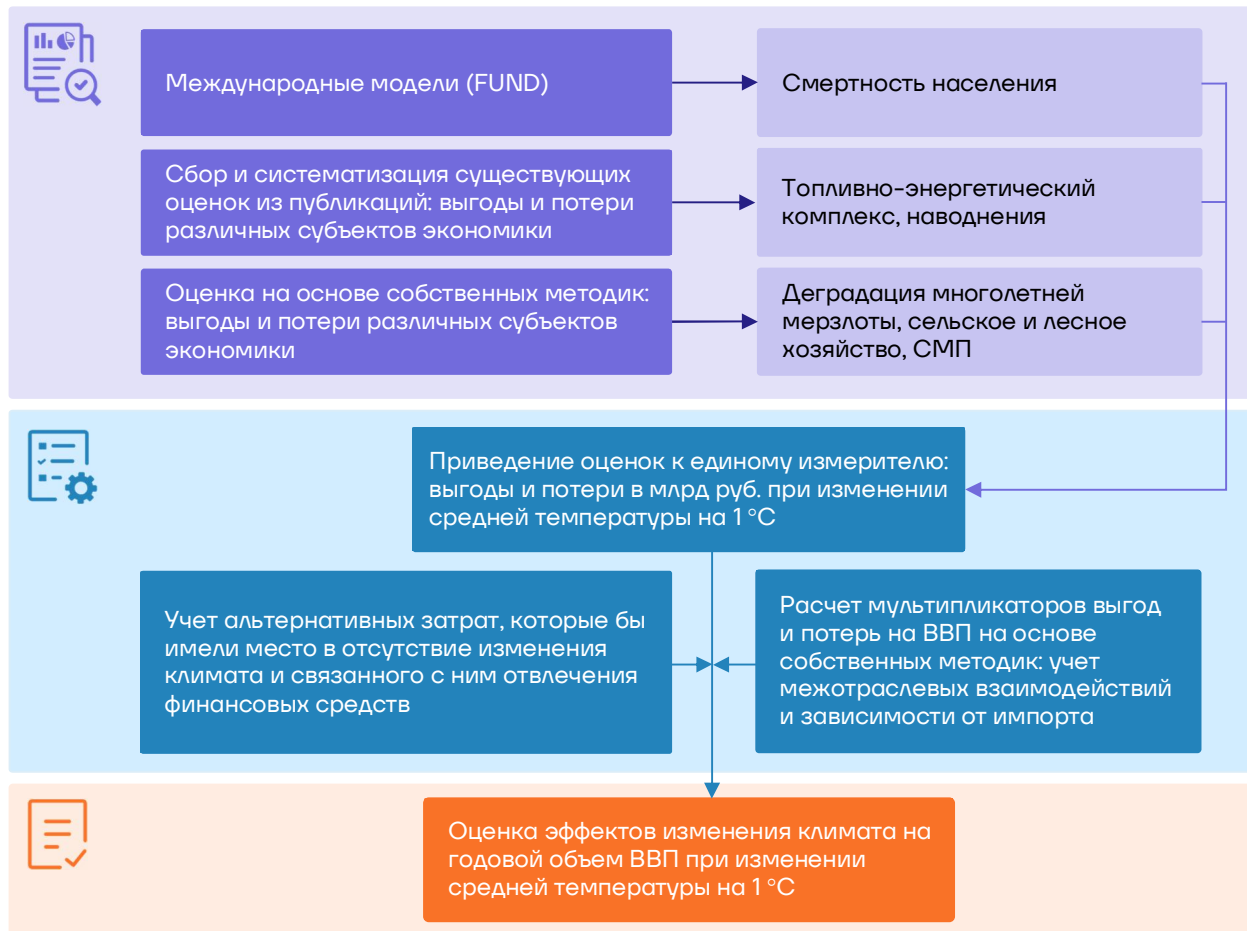 Международные модели (FUND)
Смертность населения
Сбор и систематизация существующих
оценок из публикаций: выгоды и потери
различных субъектов экономики
Топливно-энергетический
комплекс, наводнения
Оценка на основе собственных методик:
выгоды и потери различных субъектов
экономики
Деградация многолетней
мерзлоты, сельское и лесное
хозяйство, СМП
Приведение оценок к единому измерителю:
выгоды и потери в млрд руб. при изменении
средней температуры на 1 °C
Учет альтернативных затрат, которые бы
имели место в отсутствие изменения
климата и связанного с ним отвлечения
финансовых средств
Расчет мультипликаторов выгод
и потерь на ВВП на основе
собственных методик: учет
межотраслевых взаимодействий
и зависимости от импорта
Оценка эффектов изменения климата на
годовой объем ВВП при изменении
средней температуры на 1 °C